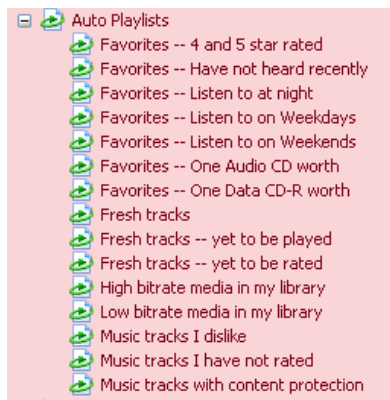 Auto Playlists
Favorites -- 4 and 5 star rated
Favorites -- Have not heard recently
Favorites -- Listen to at night
Favorites -- Listen to on Weekdays
Favorites -- Listen to on Weekends
Favorites -- One Audio CD worth
Favorites -- One Data CD-R worth
Fresh tracks
Fresh tracks -- yet to be played
Fresh tracks -- yet to be rated
High bitrate media in my library
Low bitrate media in my library
Music tracks I dislike
Music tracks I have not rated
Music tracks with content protection